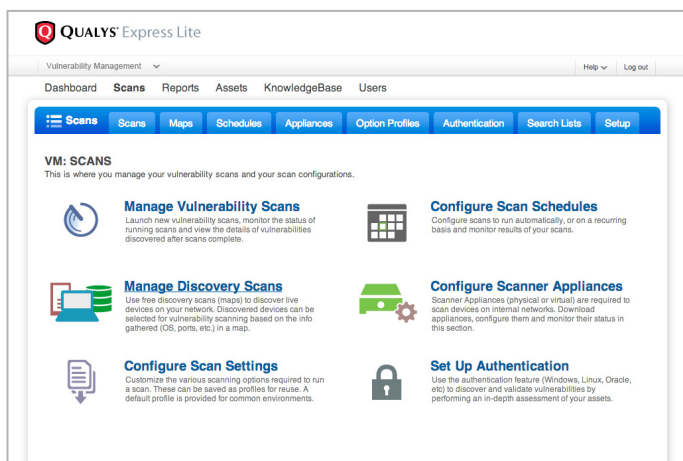 QUALYS' Express Lite
Vulnerability Management
Help
Log out
Dashboard Scans Reports Assets KnowledgeBase Users
Scans Scans Maps Schedules Appliances Option Profiles Authentication Search Lists Setup
VM: SCANS
This is where you manage your vulnerability scans and your scan configurations.
Manage Vulnerability Scans
Launch new vulnerability scans, monitor the status of
running scans and view the details of vulnerabilities
discovered after scans complete.
Configure Scan Schedules
Configure scans to run automatically, or on a recurring
basis and monitor results of your scans.
Manage Discovery Scans
Use free discovery scans (maps) to discover live
devices on your network. Discovered devices can be
selected for vulnerability scanning based on the info
gathered (OS, ports, etc.) in a map.
Configure Scanner Appliances
Scanner Appliances (physical or virtual) are required to
scan devices on internal networks. Download
appliances, configure them and monitor their status in
this section.
Configure Scan Settings
Customize the various scanning options required to run
a scan. These can be saved as profiles for reuse. A
default profile is provided for common environments.
Set Up Authentication
Use the authentication feature (Windows, Linux, Oracle,
etc) to discover and validate vulnerabilities by
performing an in-depth assessment of your assets.